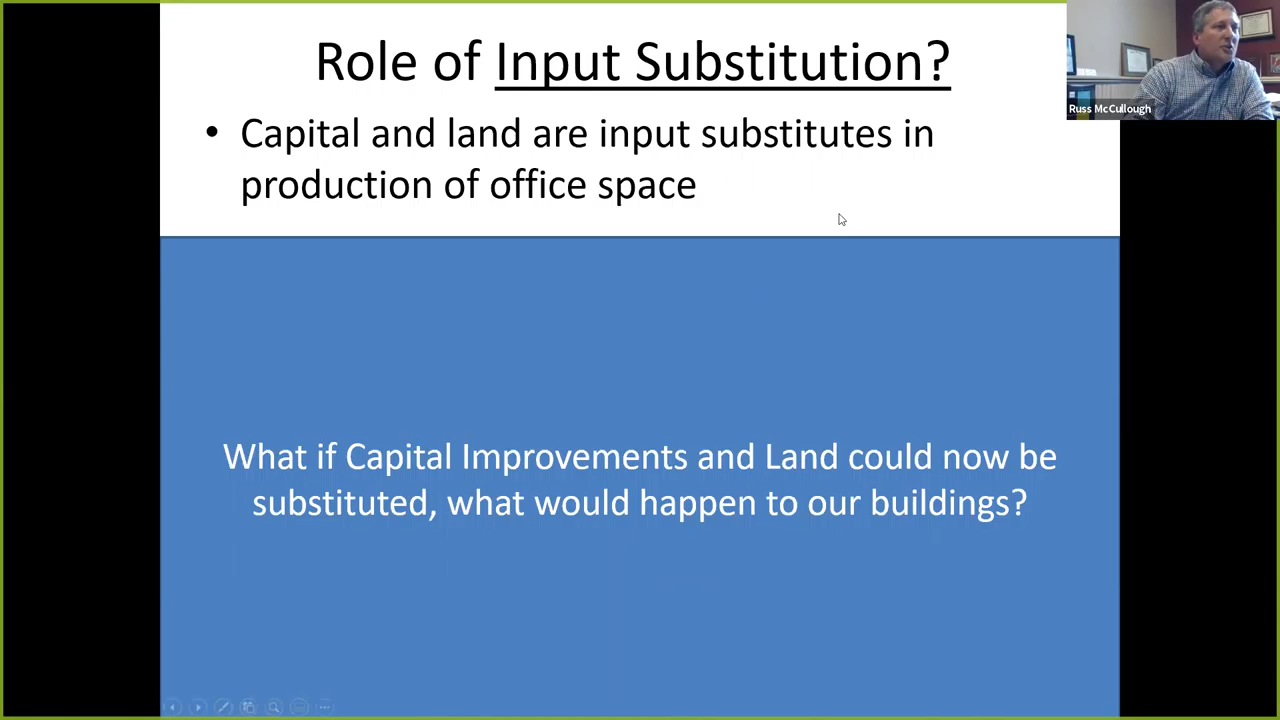 Role of Input Substitution?
• Capital and land are input substitutes in
production of office space
Russ McCullough
What if Capital Improvements and Land could now be
substituted, what would happen to our buildings?